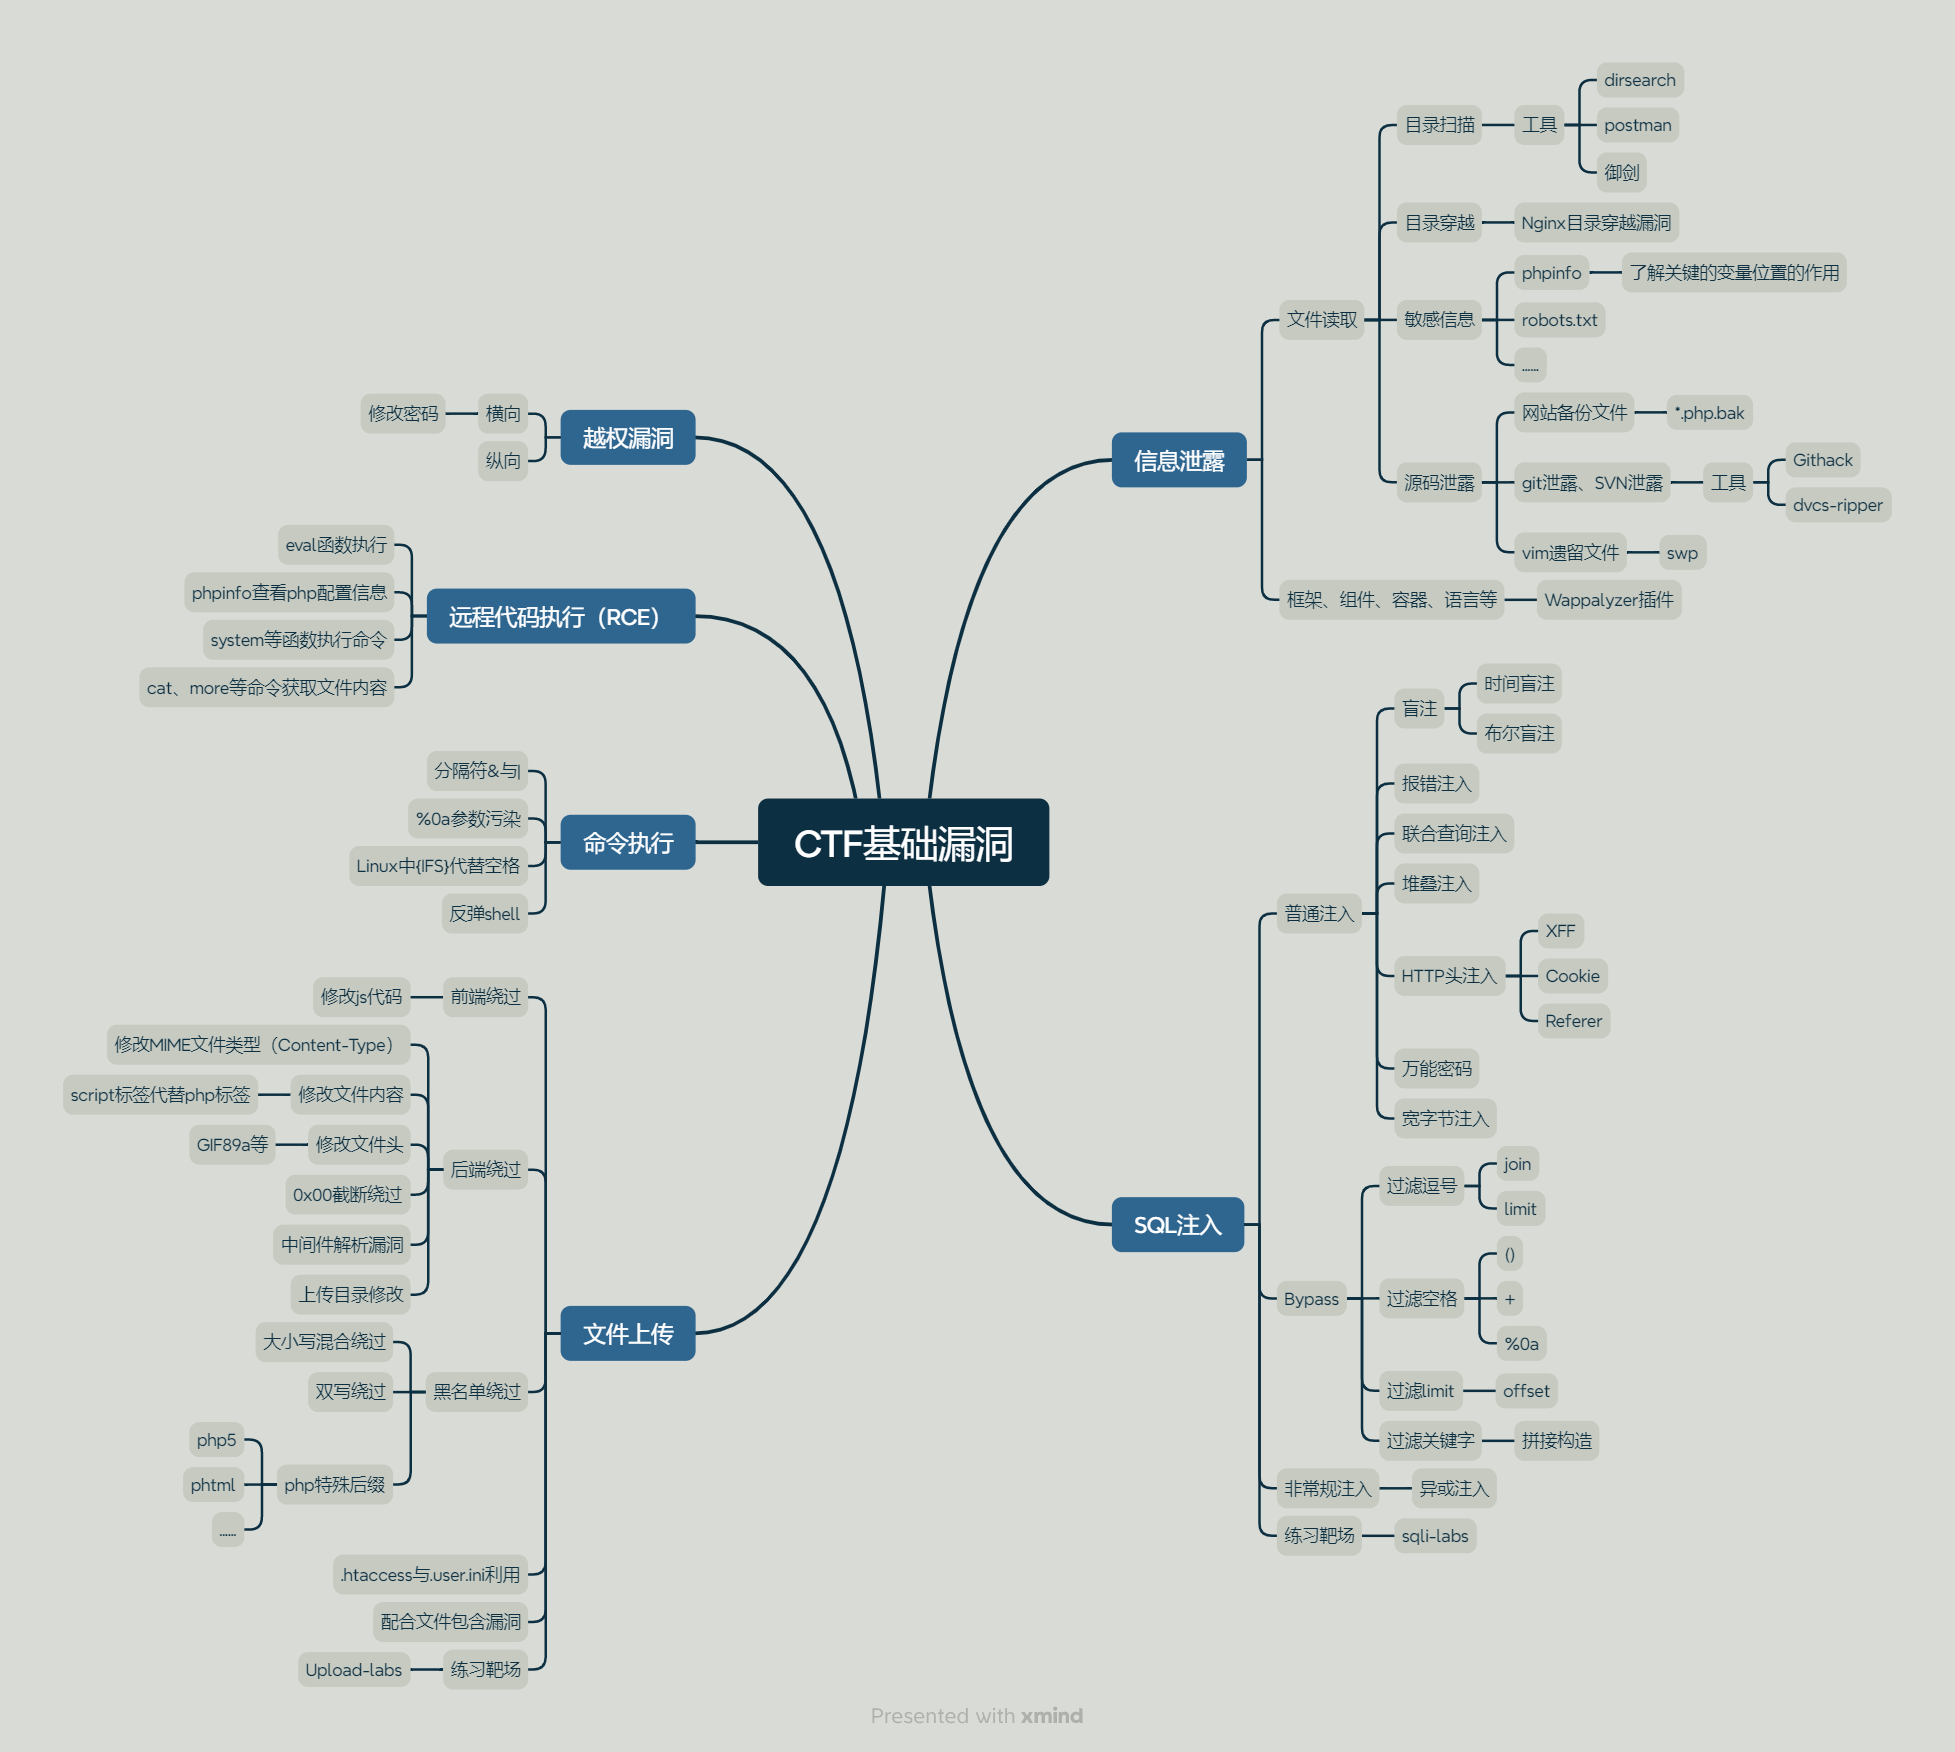 CTF基础漏洞
信息泄露
文件读取
目录扫描
工具
dirsearch
postman
御剑
目录穿越
Nginx目录穿越漏洞
敏感信息
phpinfo
了解关键的变量位置的作用
robots.txt
……
源码泄露
网站备份文件
*.php.bak
git泄露、SVN泄露
工具
Githack
dvcs-ripper
vim遗留文件
swp
框架、组件、容器、语言等
Wappalyzer插件
SQL注入
普通注入
盲注
时间盲注
布尔盲注
报错注入
联合查询注入
堆叠注入
HTTP头注入
XFF
Cookie
Referer
万能密码
宽字节注入
Bypass
过滤逗号
join
limit
过滤空格
()
+
%0a
过滤limit
offset
过滤关键字
拼接构造
非常规注入
异或注入
练习靶场
sqli-labs
越权漏洞
横向
修改密码
纵向
远程代码执行（RCE）
eval函数执行
phpinfo查看php配置信息
system等函数执行命令
cat、more等命令获取文件内容
命令执行
分隔符&与|
%0a参数污染
Linux中{IFS}代替空格
反弹shell
文件上传
前端绕过
修改js代码
后端绕过
修改MIME文件类型（Content-Type）
修改文件内容
script标签代替php标签
修改文件头
GIF89a等
0x00截断绕过
中间件解析漏洞
上传目录修改
黑名单绕过
大小写混合绕过
双写绕过
php特殊后缀
php5
phtml
……
.htaccess与.user.ini利用
配合文件包含漏洞
练习靶场
Upload-labs
Presented with xmind